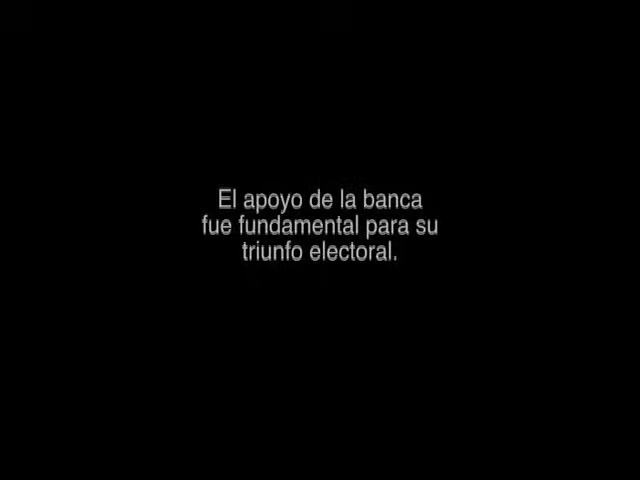 El apoyo de la banca
fue fundamental para su
triunfo electoral.